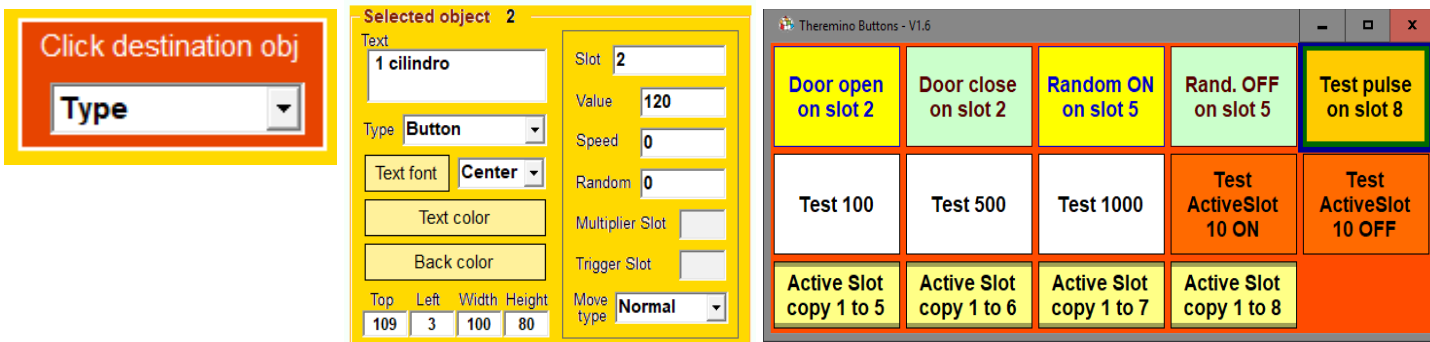 Click destination obj
Type
Selected object 2
Text
1 cilindro
Type Button
Text font Center
Text color
Back color
Top Left Width Height
109 3 100 80
Slot 2
Value 120
Speed 0
Random 0
Multiplier Slot
Trigger Slot
Move
type Normal
Theremino Buttons - V1.6
Door open
on slot 2
Door close
on slot 2
Random ON
on slot 5
Rand. OFF
on slot 5
Test pulse
on slot 8
Test 100
Test 500
Test 1000
Test
ActiveSlot
10 ON
Test
ActiveSlot
10 OFF
Active Slot
copy 1 to 5
Active Slot
copy 1 to 6
Active Slot
copy 1 to 7
Active Slot
copy 1 to 8